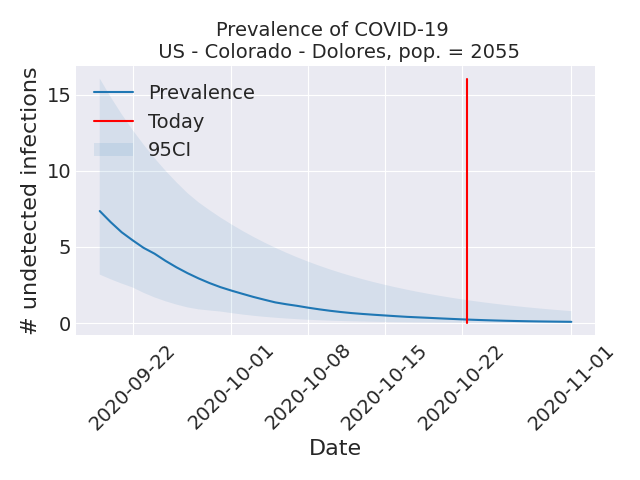 Prevalence of COVID-19
US - Colorado - Dolores, pop. = 2055
# undetected infections
15
10
5
0
Prevalence
Today
95CI
2020-09-22
2020-10-01
2020-10-08
2020-10-15
2020-10-22
2020-11-01
Date